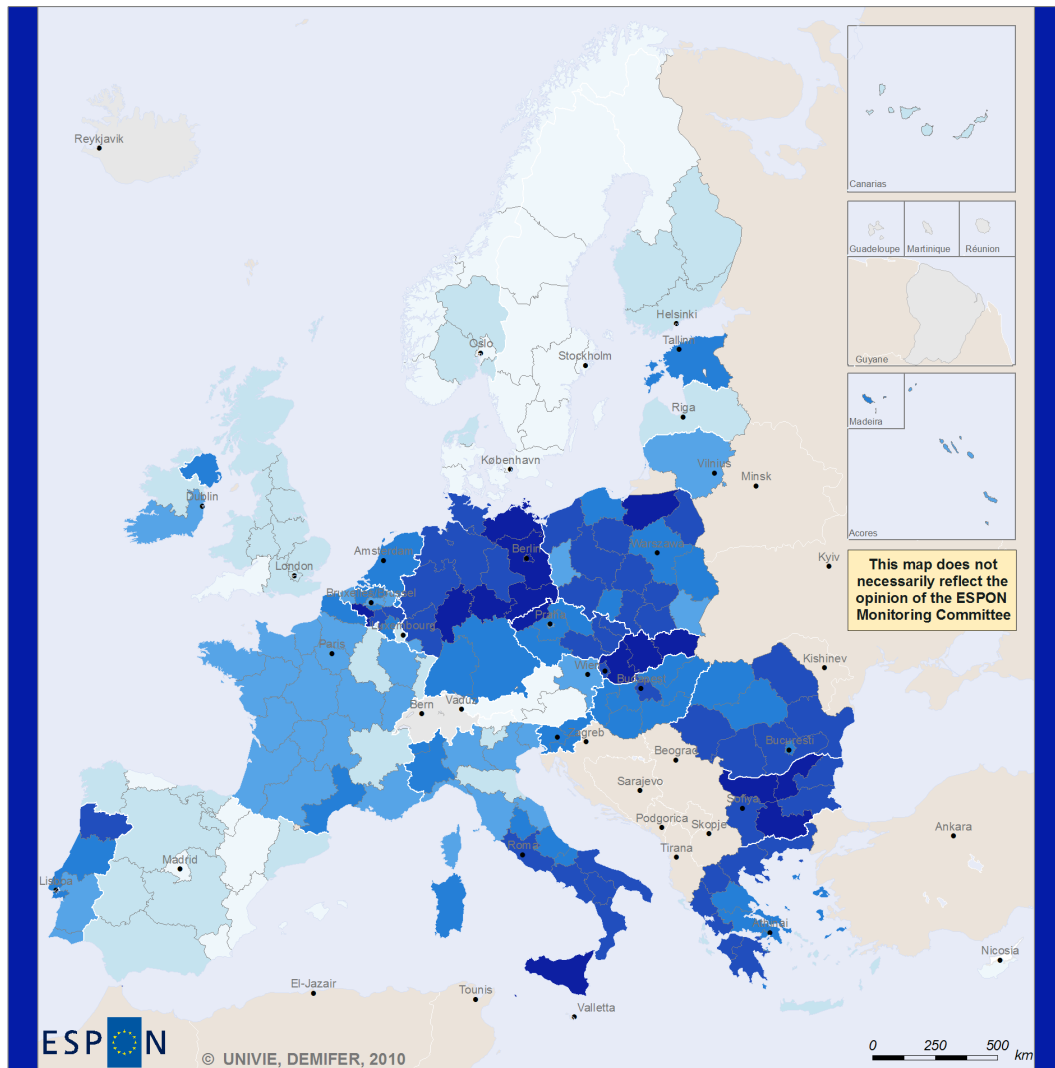 Reykjavik
Canarias
Guadeloupe
Martinique
Réunion
Helsinki
Oslo
Stockholm
Guyane
Riga
Madeira
København
Vilnius
Minsk
Dublin
Acores
Amsterdam
Berlin
Warszawa
London
Kyiv
This map does not
necessarily reflect the
opinion of the ESPON
Monitoring Committee
Praha
Paris
Wien
Kishinev
Budapest
Bern
Vaduz
Zagreb
Bucuresti
Beograd
Sarajevo
Sofiya
Podgorica
Skopje
Ankara
Roma
Tirana
Madrid
Lisboa
Nicosia
El-Jazair
Tounis
Valletta
ESPON
© UNIVIE, DEMIFER, 2010
0 250 500 km